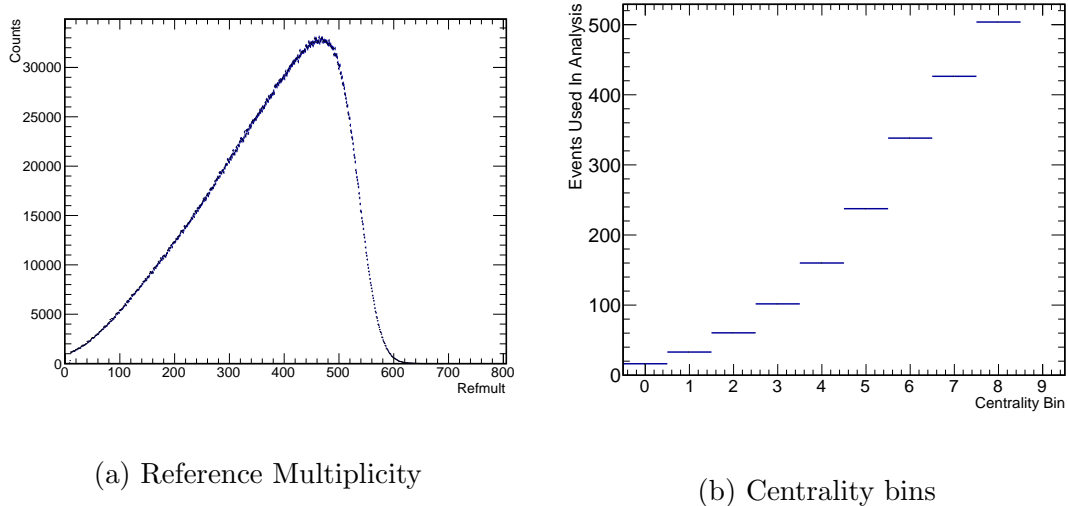 Counts
30000
25000
20000
15000
10000
5000
0
0 100 200 300 400 500 600 700 800
Refmult
(a) Reference Multiplicity
Events Used In Analysis
500
400
300
200
100
0
0 1 2 3 4 5 6 7 8 9
Centrality Bin
(b) Centrality bins